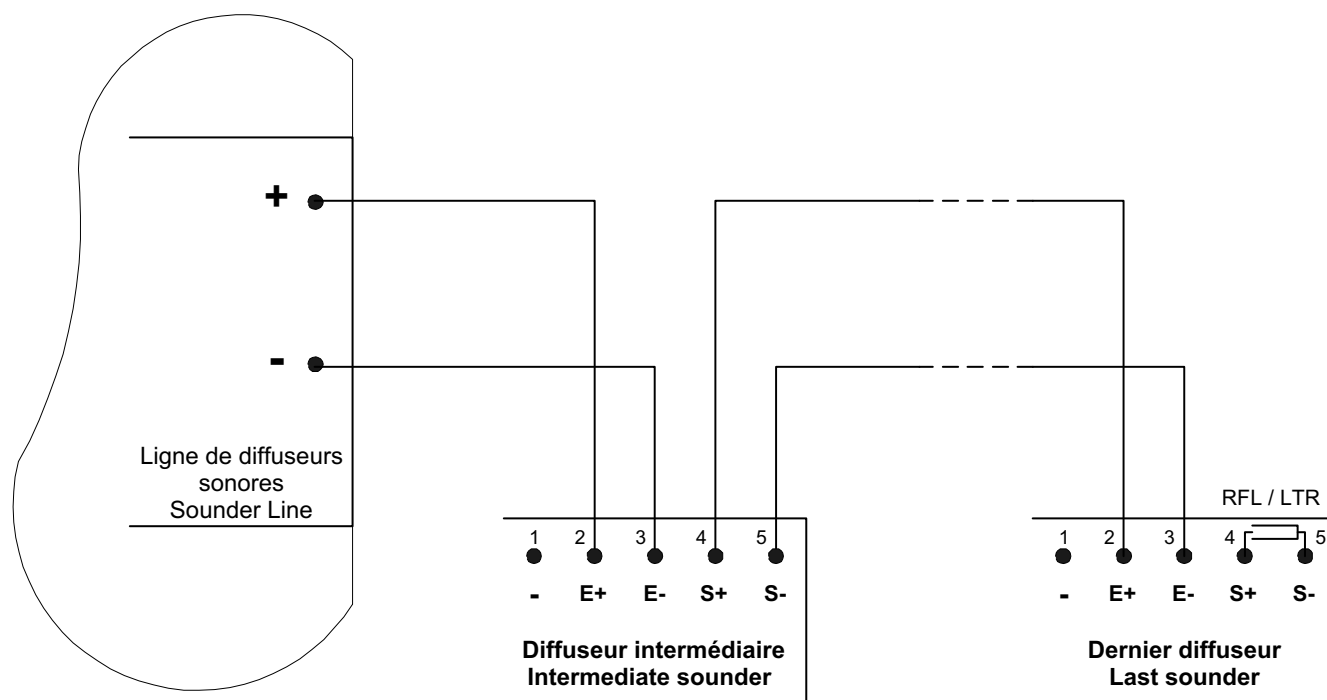 +
-
Ligne de diffuseurs
sonores
Sounder Line
RFL / LTR
1 2 3 4 5
- E+ E- S+ S-
Diffuseur intermédiaire
Intermediate sounder
1 2 3 4 5
- E+ E- S+ S-
Dernier diffuseur
Last sounder